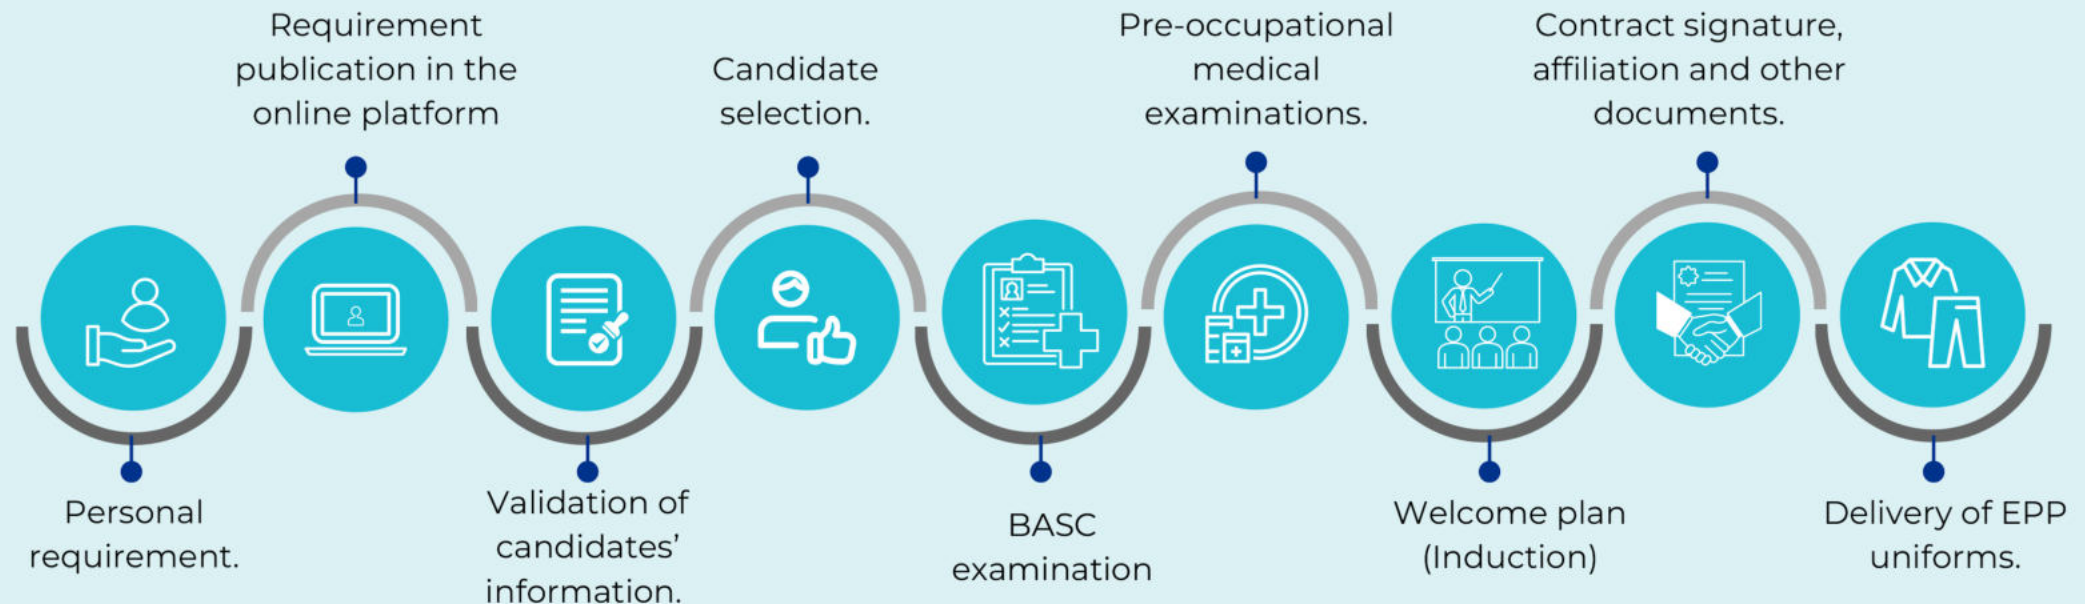 Personal
requirement.
Requirement
publication in the
online platform
Validation of
candidates’
information.
Candidate
selection.
BASC
examination
Pre-occupational
medical
examinations.
Welcome plan
(Induction)
Contract signature,
affiliation and other
documents.
Delivery of EPP
uniforms.